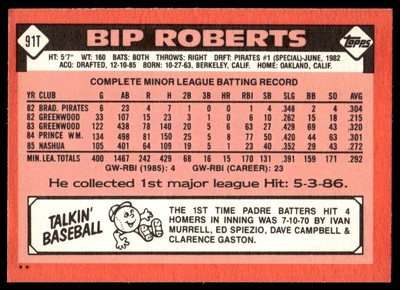 91T
BIP ROBERTS
Topps
HT: 5'7" WT: 160 BATS: BOTH THROWS: RIGHT DRFT: PIRATES #1 (SPECIAL)-JUNE, 1982
ACQ: DRAFTED, 12-10-85 BORN: 10-27-63, BERKELEY, CALIF. HOME: OAKLAND, CALIF.
COMPLETE MINOR LEAGUE BATTING RECORD
YR CLUB G AB R H 2B 3B HR RBI SB SLG BB SO AVG
82 BRAD. PIRATES 6 23 4 7 1 0 0 1 4 .348 2 4 .304
82 GREENWOOD 33 107 15 23 3 1 0 6 10 .262 15 18 .215
83 GREENWOOD 122 438 78 140 20 5 6 63 27 .429 69 43 .320
84 PRINCE WM. 134 498 81 150 25 5 8 77 50 .420 44 63 .301
85 NASHUA 105 401 64 109 19 5 1 23 40 .352 29 43 .272
MIN. LEA. TOTALS 400 1467 242 429 68 16 15 170 131 .390 159 171 .292
GW-RBI (1985): 4 GW-RBI (CAREER): 23
He collected 1st major league Hit: 5-3-86.
TALKIN' BASEBALL
THE 1ST TIME PADRE BATTERS HIT 4
HOMERS IN INNING WAS 7-10-70 BY IVAN
MURRELL, ED SPIEZIO, DAVE CAMPBELL &
CLARENCE GASTON.
**